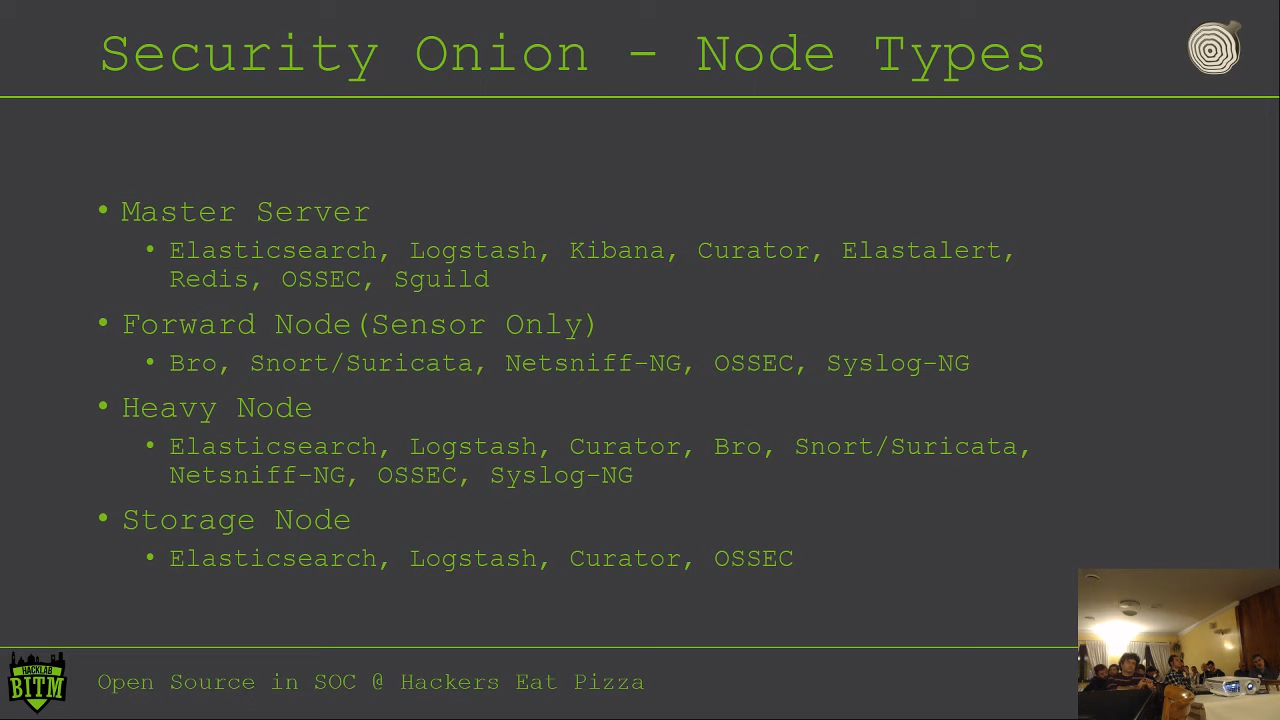 Security Onion - Node Types
• Master Server
• Elasticsearch, Logstash, Kibana, Curator, Elastalert,
Redis, OSSEC, Sguild
• Forward Node(Sensor Only)
• Bro, Snort/Suricata, Netsniff-NG, OSSEC, Syslog-NG
• Heavy Node
• Elasticsearch, Logstash, Curator, Bro, Snort/Suricata,
Netsniff-NG, OSSEC, Syslog-NG
• Storage Node
• Elasticsearch, Logstash, Curator, OSSEC
HACKLAB
BITM
Open Source in SOC @ Hackers Eat Pizza